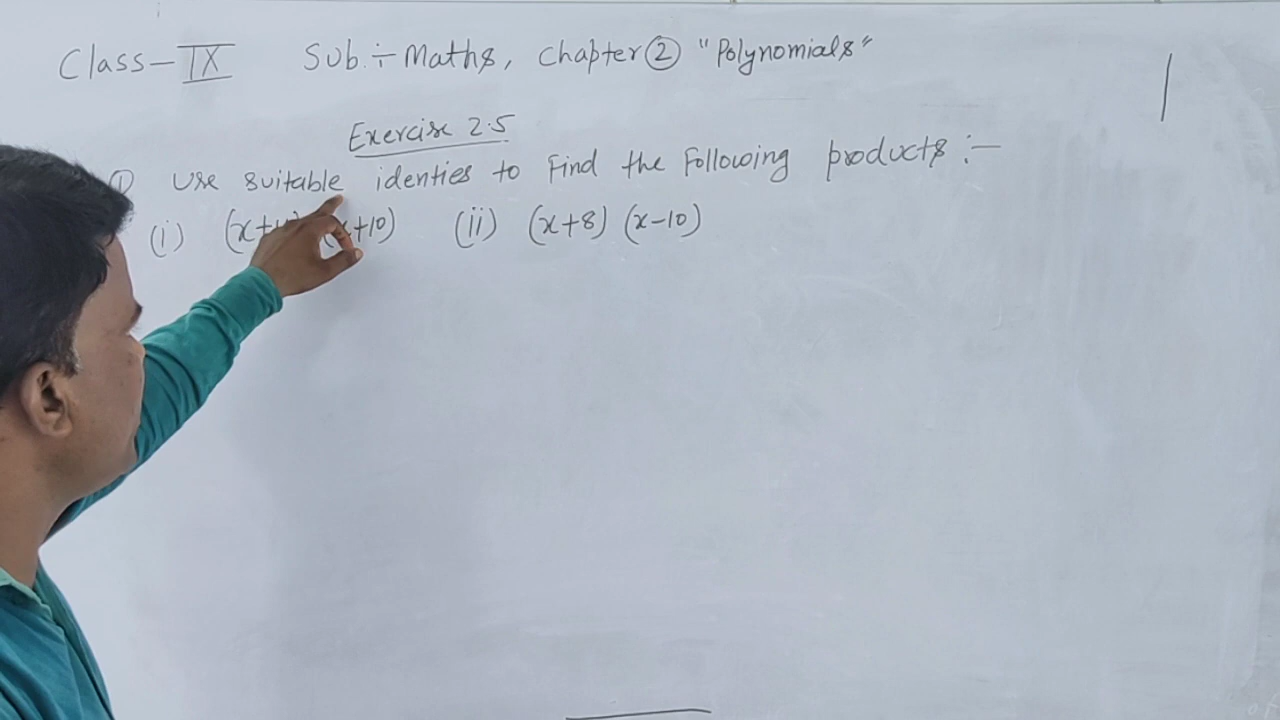 Class-IX Sub.÷Maths, Chapter② "Polynomials"
Exercise 2.5
① Use suitable identies to Find the Following products :-
(i) (x+4) (x+10) (ii) (x+8) (x-10)